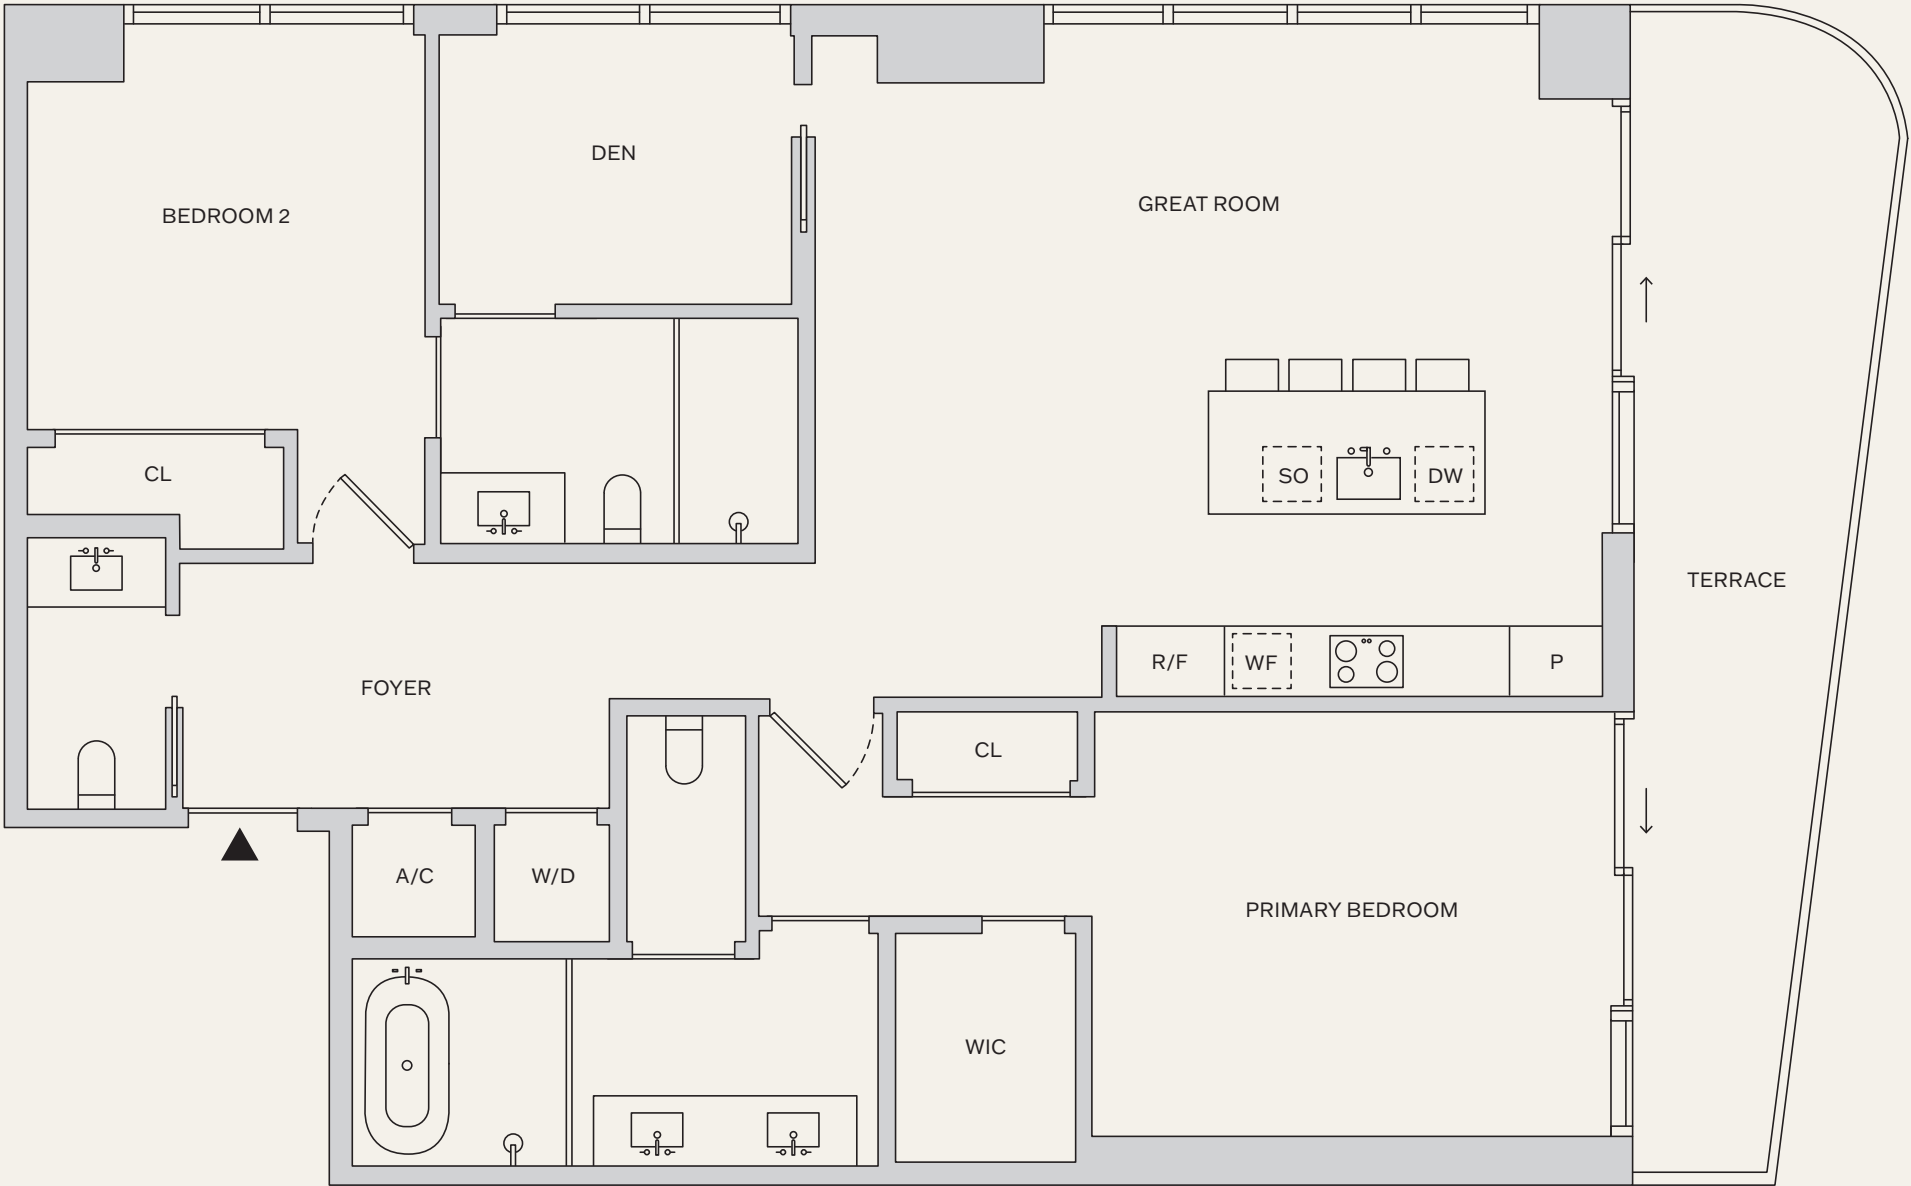 DEN
GREAT ROOM
BEDROOM 2
CL
SO
DW
TERRACE
R/F
WF
P
FOYER
CL
A/C
W/D
PRIMARY BEDROOM
WIC